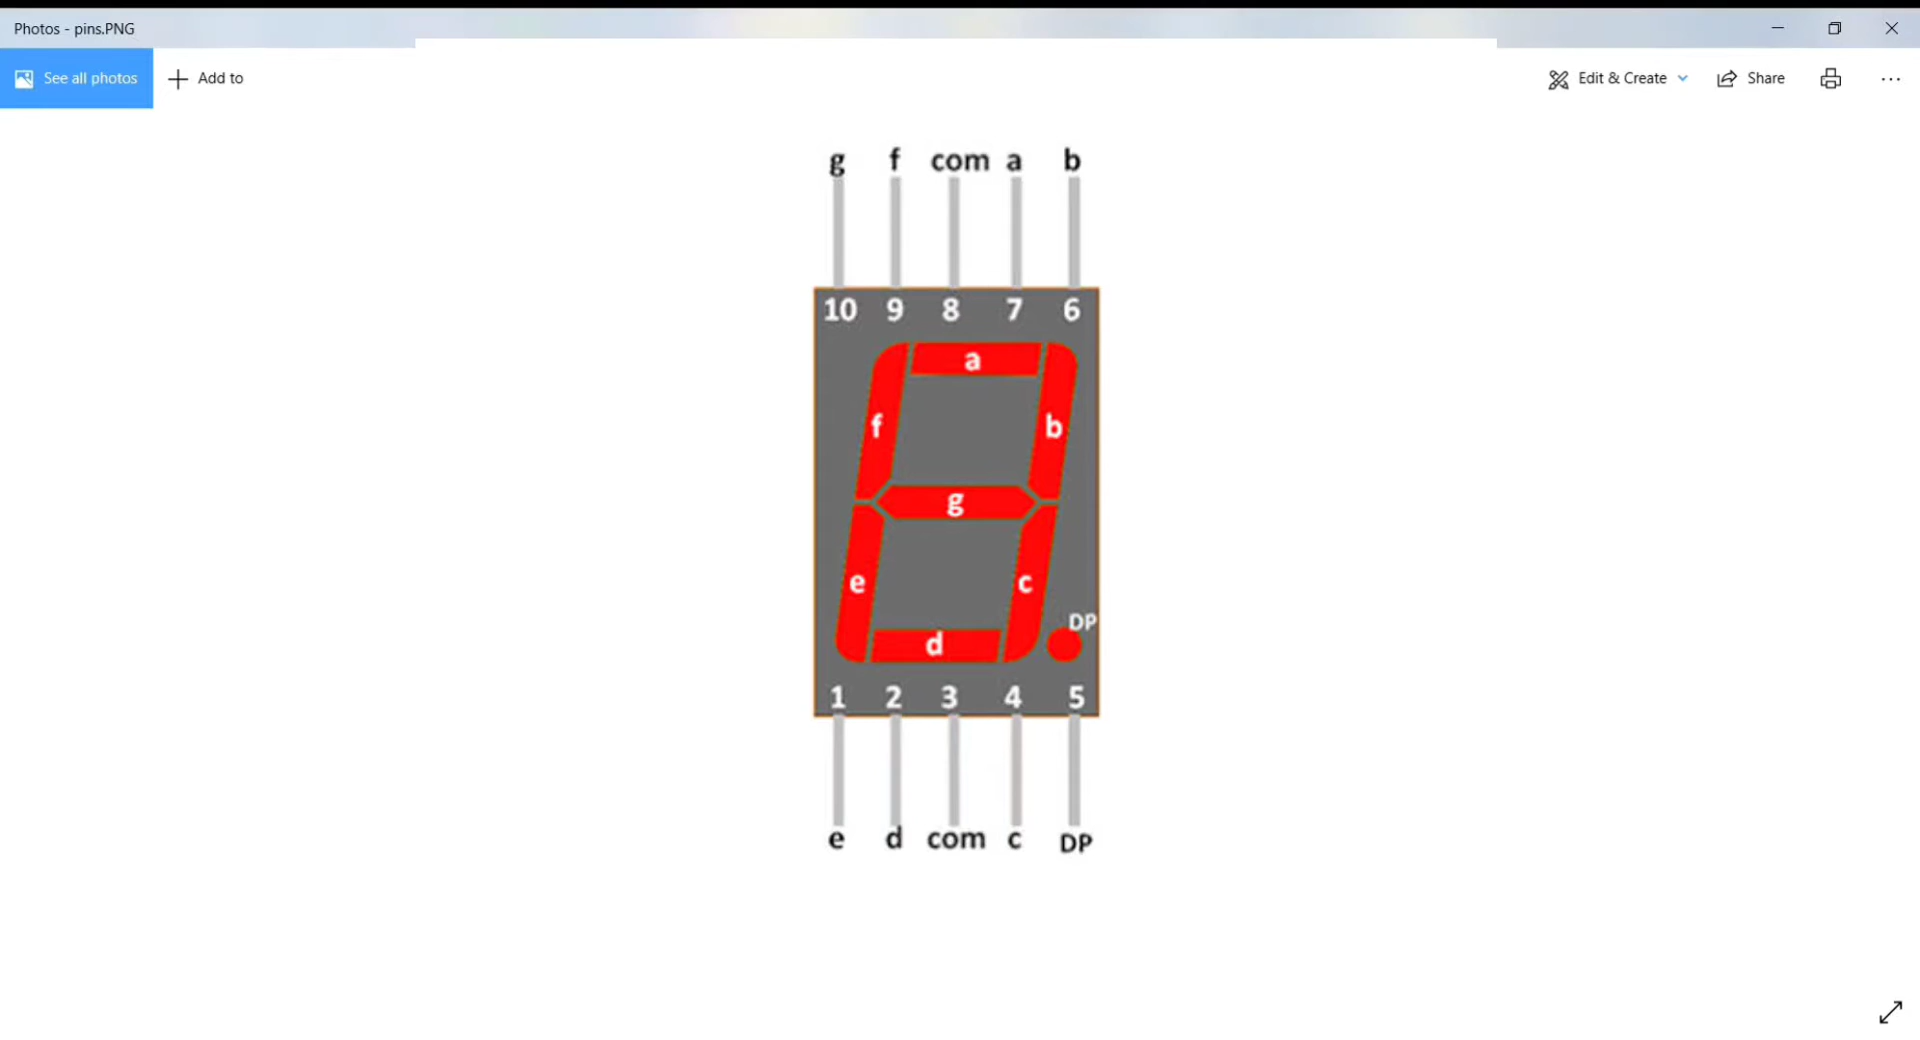 Photos - pins.PNG
See all photos
Add to
Edit & Create
Share
g f com a b
10 9 8 7 6
a
f b
g
e c
DP
d
1 2 3 4 5
e d com c DP